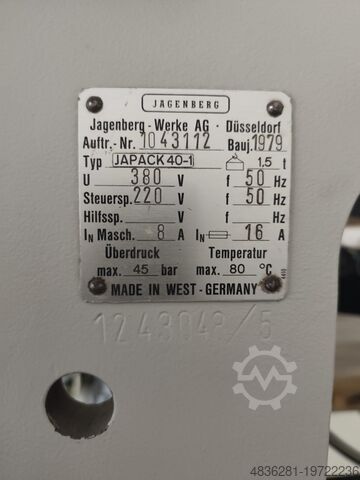 JAGENBERG
Jagenberg - Werke AG · Düsseldorf
Auftr.- Nr. 1043112 Bauj. 1979
Typ JAPACK 40-1 1.5 t
U 380 V f 50 Hz
Steuersp. 220 V f 50 Hz
Hilfssp. V f Hz
IN Masch. 8 A IN 16 A
Überdruck Temperatur
max. 45 bar max. 80 °C
MADE IN WEST - GERMANY
4836281-19722236